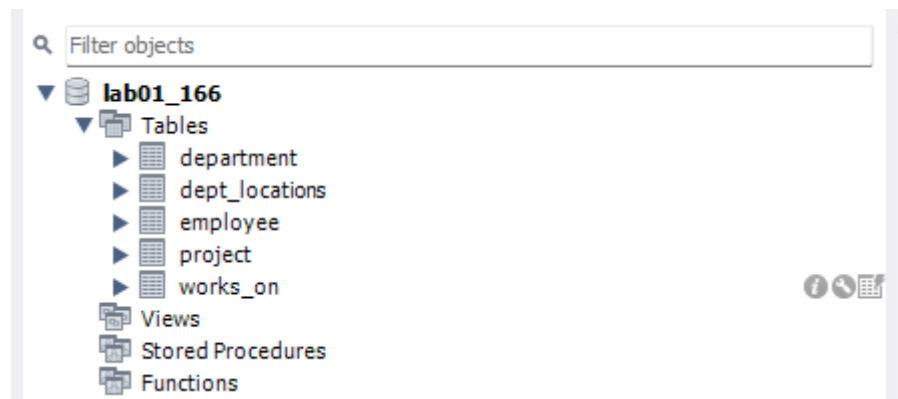 Filter objects
lab01_166
Tables
department
dept_locations
employee
project
works_on
Views
Stored Procedures
Functions